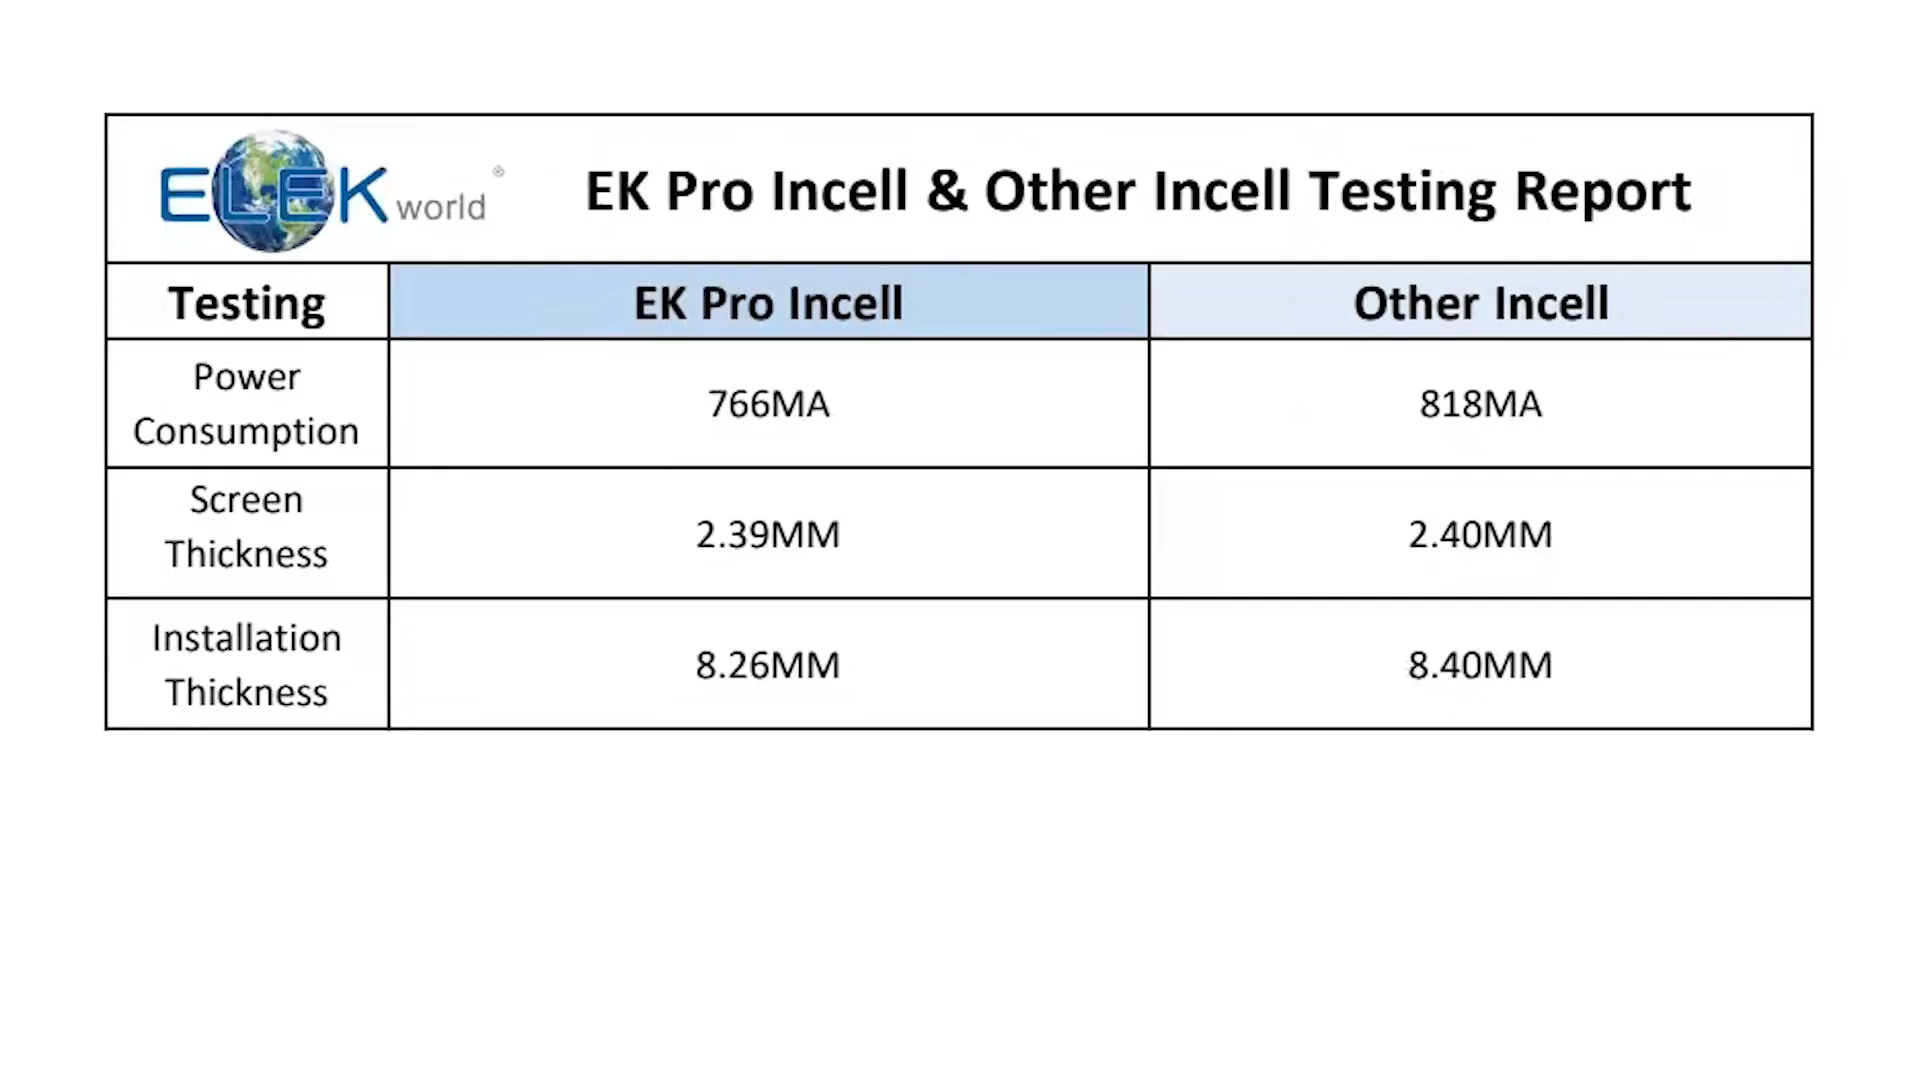 ELEK world ®
EK Pro Incell & Other Incell Testing Report
Testing
EK Pro Incell
Other Incell
Power
Consumption
766MA
818MA
Screen
Thickness
2.39MM
2.40MM
Installation
Thickness
8.26MM
8.40MM